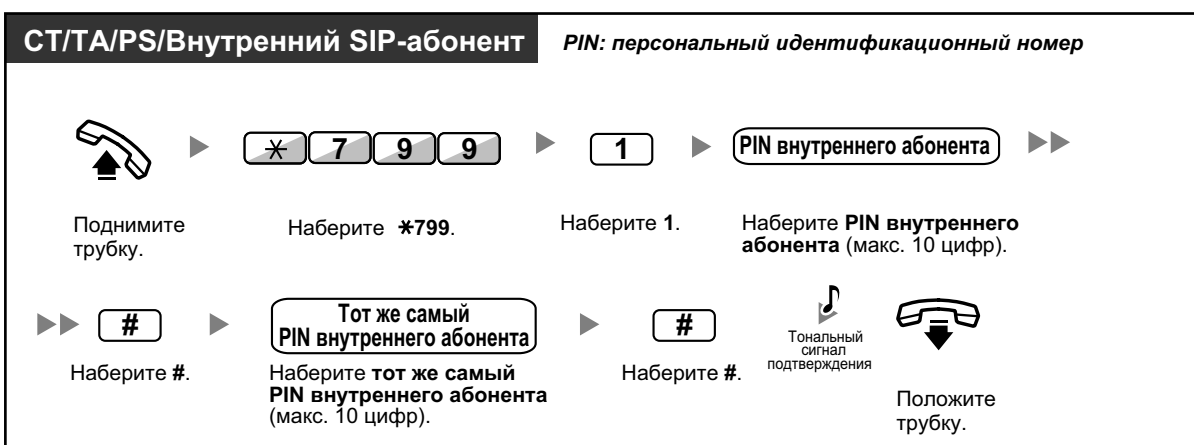 СТ/ТА/PS/Внутренний SIP-абонент
PIN: персональный идентификационный номер
✳ 7 9 9
1
PIN внутреннего абонента
Поднимите
трубку.
Наберите ✳799.
Наберите 1.
Наберите PIN внутреннего
абонента (макс. 10 цифр).
#
Тот же самый
PIN внутреннего абонента
#
Тональный
сигнал
подтверждения
Наберите #.
Наберите тот же самый
PIN внутреннего абонента
(макс. 10 цифр).
Наберите #.
Положите
трубку.